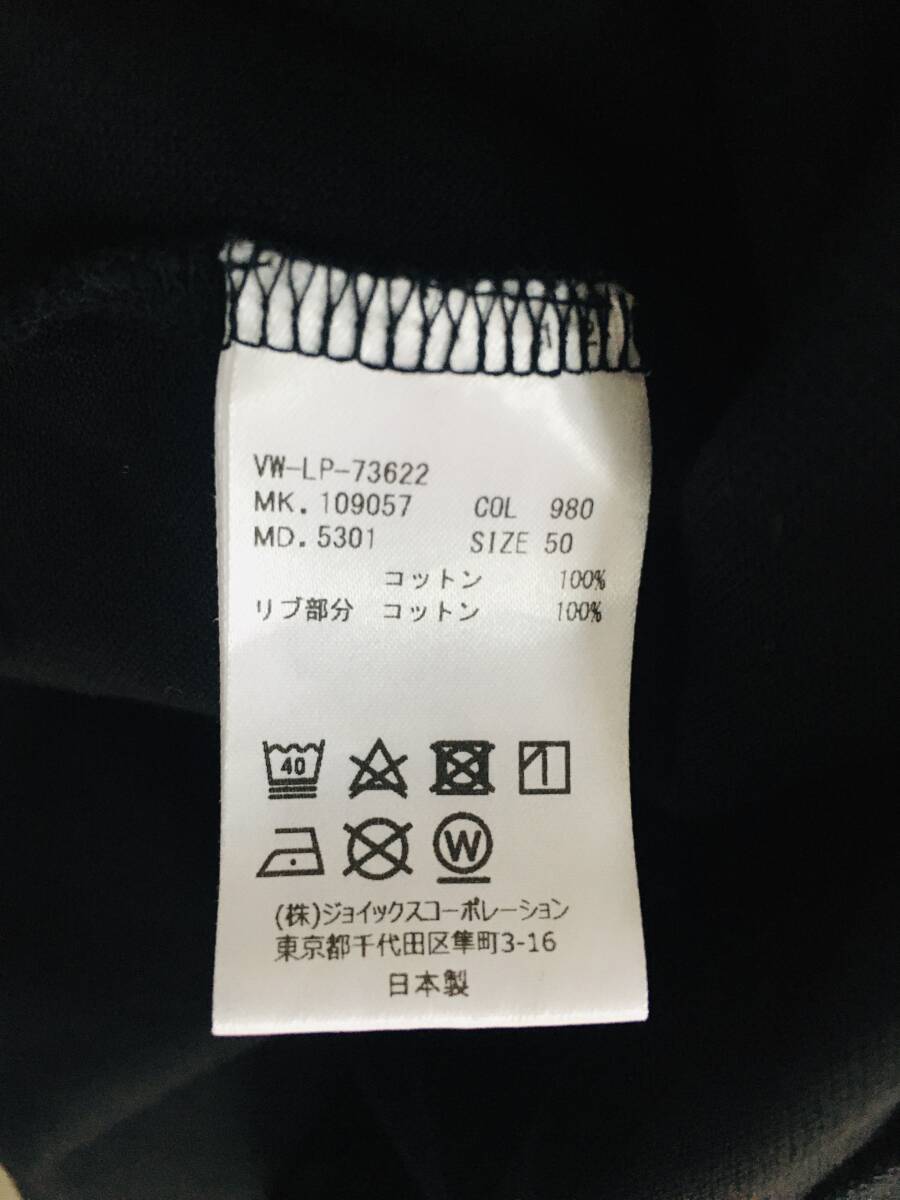 VW-LP-73622
MK.109057 COL 980
MD.5301 SIZE 50
コットン 100%
リブ部分 コットン 100%
40
W
(株)ジョイックスコーポレーション
東京都千代田区隼町3-16
日本製